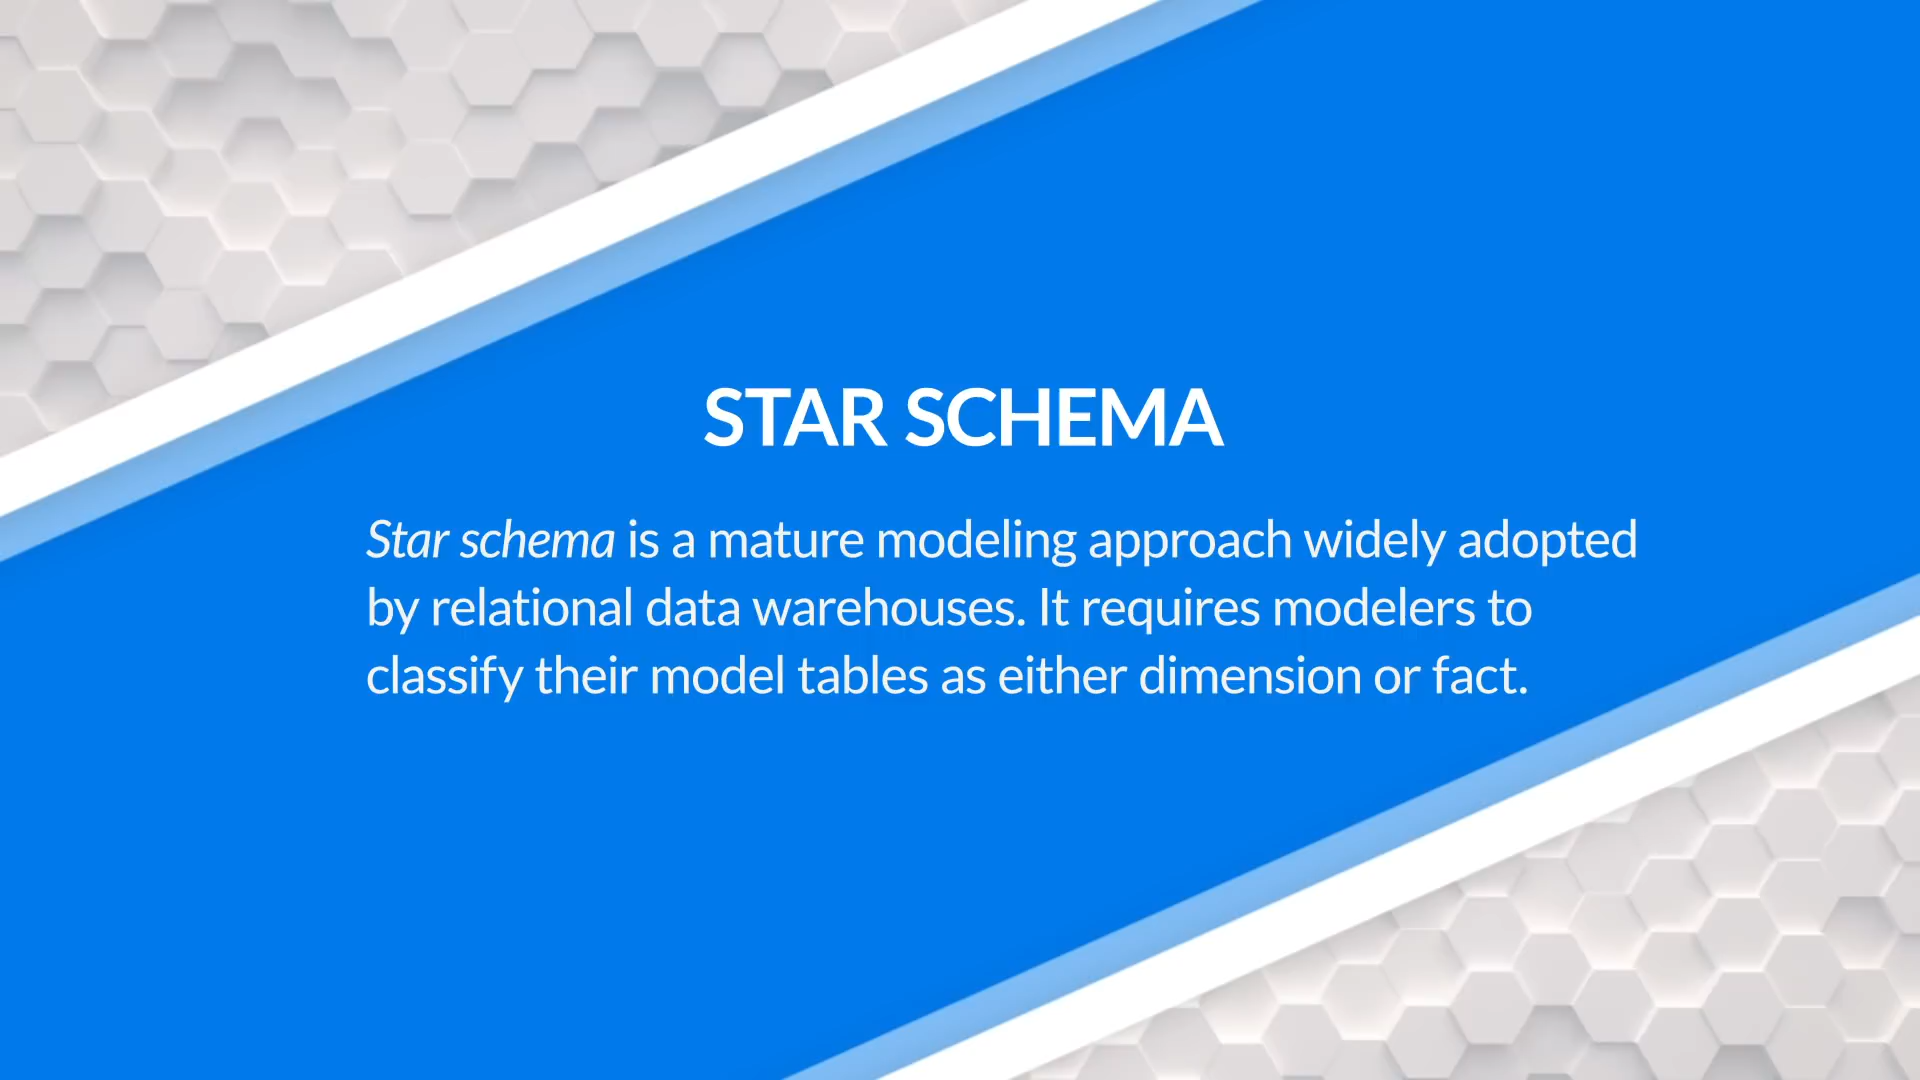 STAR SCHEMA
Star schema is a mature modeling approach widely adopted
by relational data warehouses. It requires modelers to
classify their model tables as either dimension or fact.